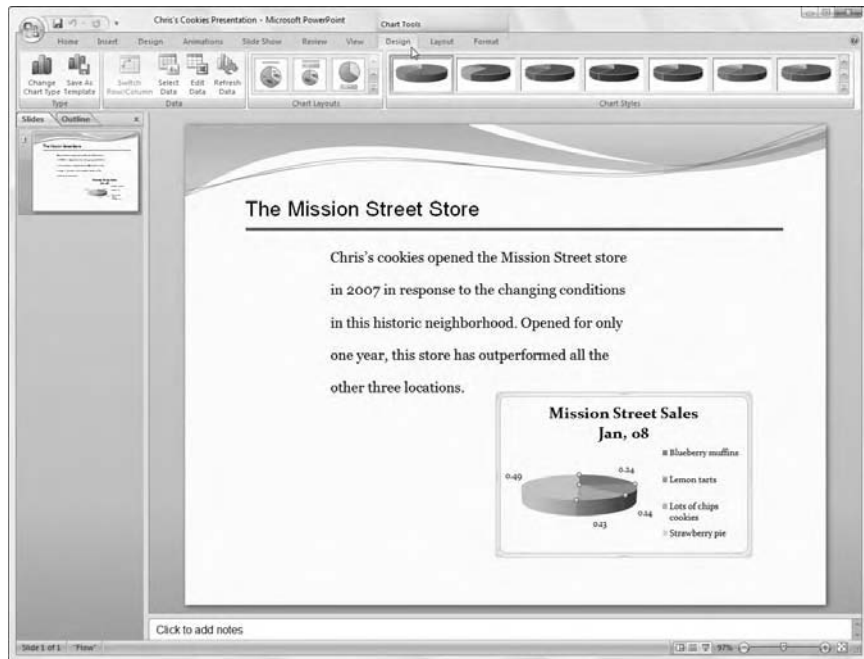 Chris's Cookies Presentation - Microsoft PowerPoint
Chart Tools
Home Insert Design Animations Slide Show Review View Design Layout Format
Change Chart Type
Save As Template
Switch Row/Column
Select Data
Edit Data
Refresh Data
Type
Data
Chart Layouts
Chart Styles
Slides Outline
1
The Mission Street Store
Chris's cookies opened the Mission Street store
in 2007 in response to the changing conditions
in this historic neighborhood. Opened for only
one year, this store has outperformed all the
other three locations.
Mission Street Sales
Jan, 08
0.49
0.24
0.14
0.13
Blueberry muffins
Lemon tarts
Lots of chips
cookies
Strawberry pie
Click to add notes
Slide 1 of 1 "Flow" 97%